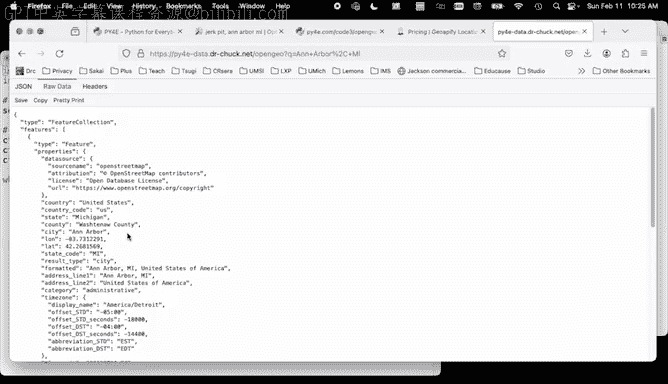 Firefox File Edit View History Bookmarks Tools Window Help Sun Feb 11 10:25 AM
PY4E – Python for Everyb
jerk pit, ann arbor mi | Op
py4e.com/code3/opengeo
Pricing | Geoapify Locatio
py4e-data.dr-chuck.net/open
https://py4e-data.dr-chuck.net/opengeo?q=Ann+Arbor%2C+MI
Drc Privacy Sakai Plus Teach Tsugi CRsera UMSI LXP UMich Lemons IMS Jackson commercia... Educause Studio >> Other Bookmarks
JSON Raw Data Headers
Save Copy Pretty Print
{
"type": "FeatureCollection",
"features": [
{
"type": "Feature",
"properties": {
"datasource": {
"sourcename": "openstreetmap",
"attribution": "© OpenStreetMap contributors",
"license": "Open Database License",
"url": "https://www.openstreetmap.org/copyright"
},
"country": "United States",
"country_code": "us",
"state": "Michigan",
"county": "Washtenaw County",
"city": "Ann Arbor",
"lon": -83.7312291,
"lat": 42.2681569,
"state_code": "MI",
"result_type": "city",
"formatted": "Ann Arbor, MI, United States of America",
"address_line1": "Ann Arbor, MI",
"address_line2": "United States of America",
"category": "administrative",
"timezone": {
"display_name": "America/Detroit",
"offset_STD": "-05:00",
"offset_STD_seconds": -18000,
"offset_DST": "-04:00",
"offset_DST_seconds": -14400,
"abbreviation_STD": "EST",
"abbreviation_DST": "EDT"
},